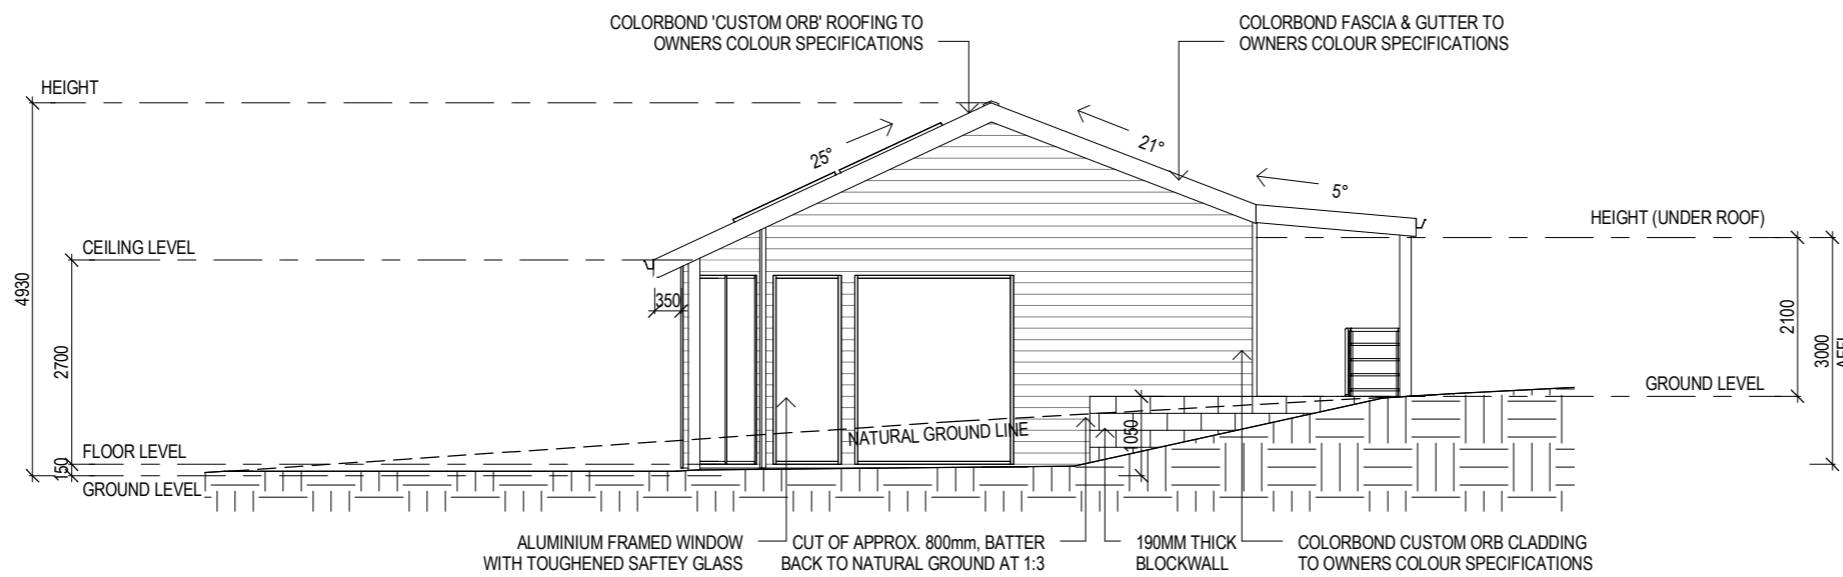 COLORBOND 'CUSTOM ORB' ROOFING TO
OWNERS COLOUR SPECIFICATIONS
COLORBOND FASCIA & GUTTER TO
OWNERS COLOUR SPECIFICATIONS
HEIGHT
25°
21°
5°
HEIGHT (UNDER ROOF)
CEILING LEVEL
4930
2700
350
2100
3000
AFFL
GROUND LEVEL
NATURAL GROUND LINE
1050
FLOOR LEVEL
150
GROUND LEVEL
ALUMINIUM FRAMED WINDOW
WITH TOUGHENED SAFTEY GLASS
CUT OF APPROX. 800mm, BATTER
BACK TO NATURAL GROUND AT 1:3
190MM THICK
BLOCKWALL
COLORBOND CUSTOM ORB CLADDING
TO OWNERS COLOUR SPECIFICATIONS